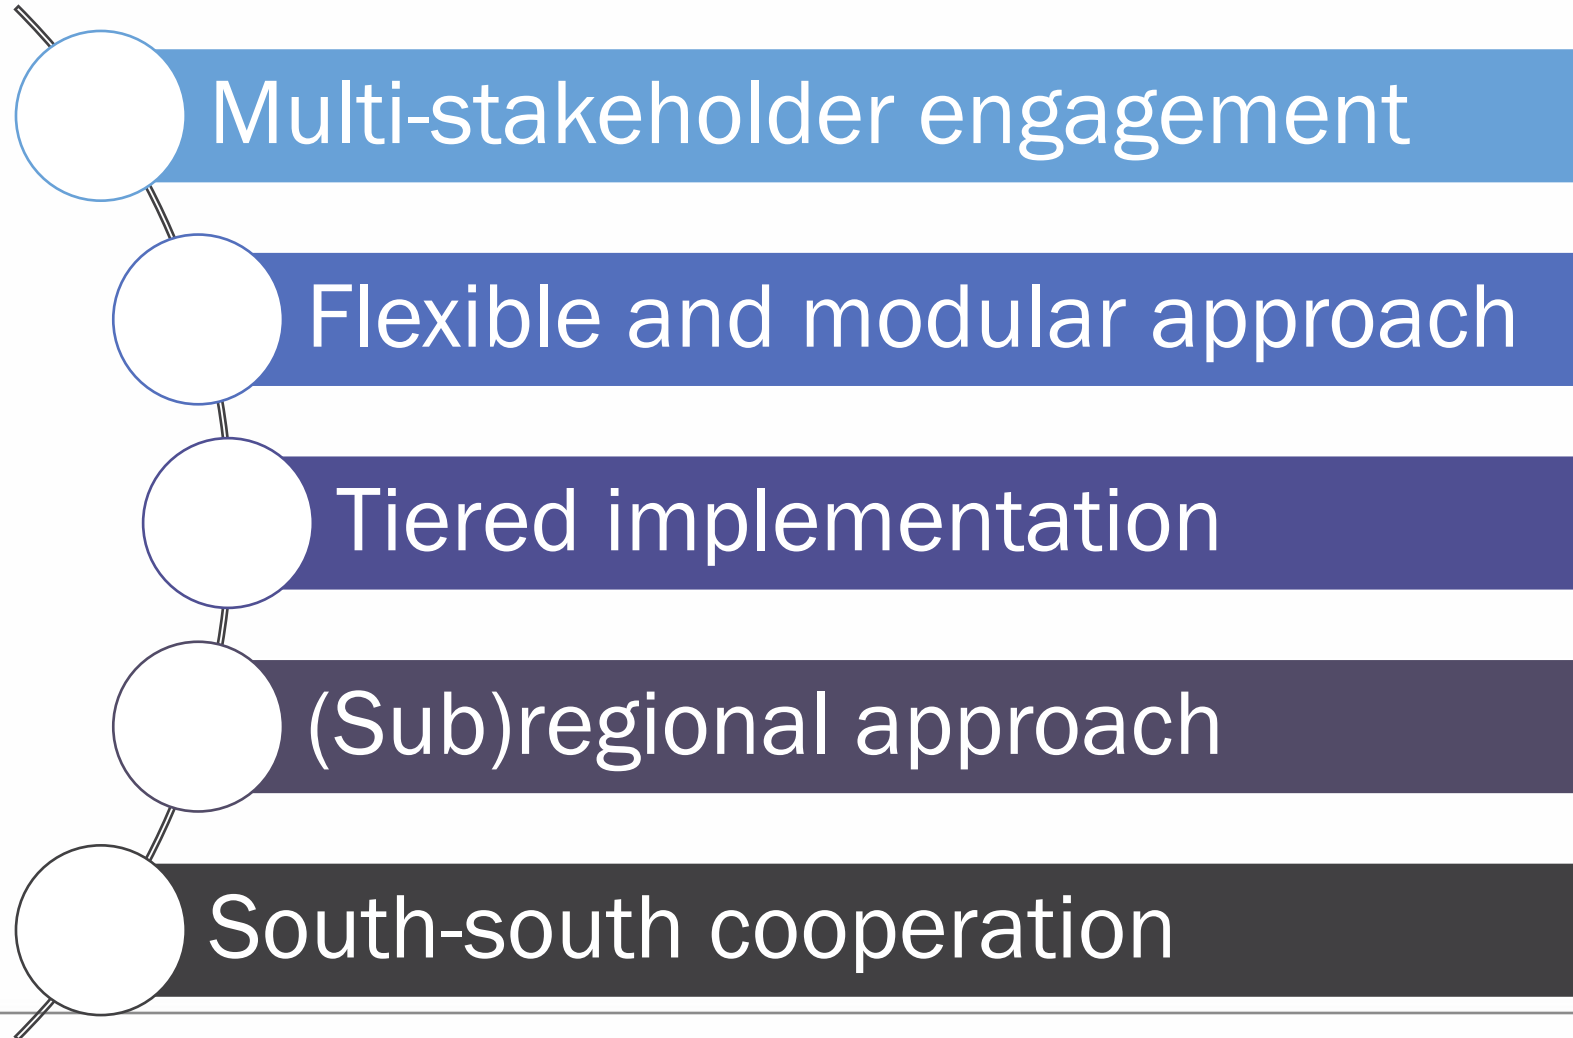 Multi-stakeholder engagement
Flexible and modular approach
Tiered implementation
(Sub)regional approach
South-south cooperation